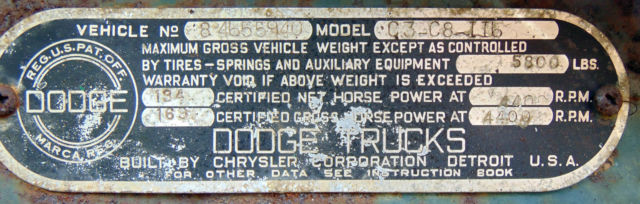 VEHICLE No 84655940 MODEL C3-C8-116
MAXIMUM GROSS VEHICLE WEIGHT EXCEPT AS CONTROLLED
BY TIRES-SPRINGS AND AUXILIARY EQUIPMENT 5800 LBS.
WARRANTY VOID IF ABOVE WEIGHT IS EXCEEDED
REG. U.S. PAT. OFF.
DODGE
MARCA REG.
CERTIFIED NET HORSE POWER AT 4400 R.P.M.
169 CERTIFIED GROSS HORSE POWER AT 4400 R.P.M.
DODGE TRUCKS
BUILT BY CHRYSLER CORPORATION DETROIT U.S.A.
FOR OTHER DATA SEE INSTRUCTION BOOK